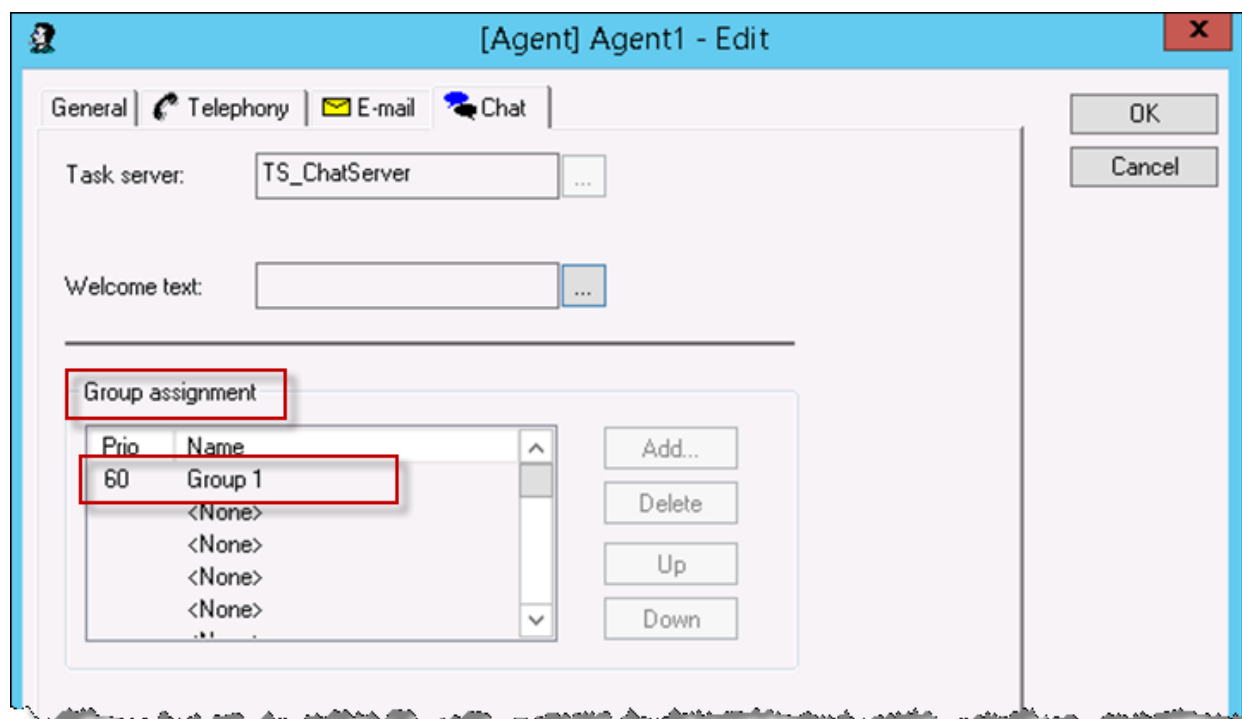 [Agent] Agent1 - Edit
x
General Telephony E-mail Chat
OK
Cancel
Task server: TS_ChatServer ...
Welcome text: ...
Group assignment
Prio Name
60 Group 1
<None>
<None>
<None>
<None>
Add...
Delete
Up
Down